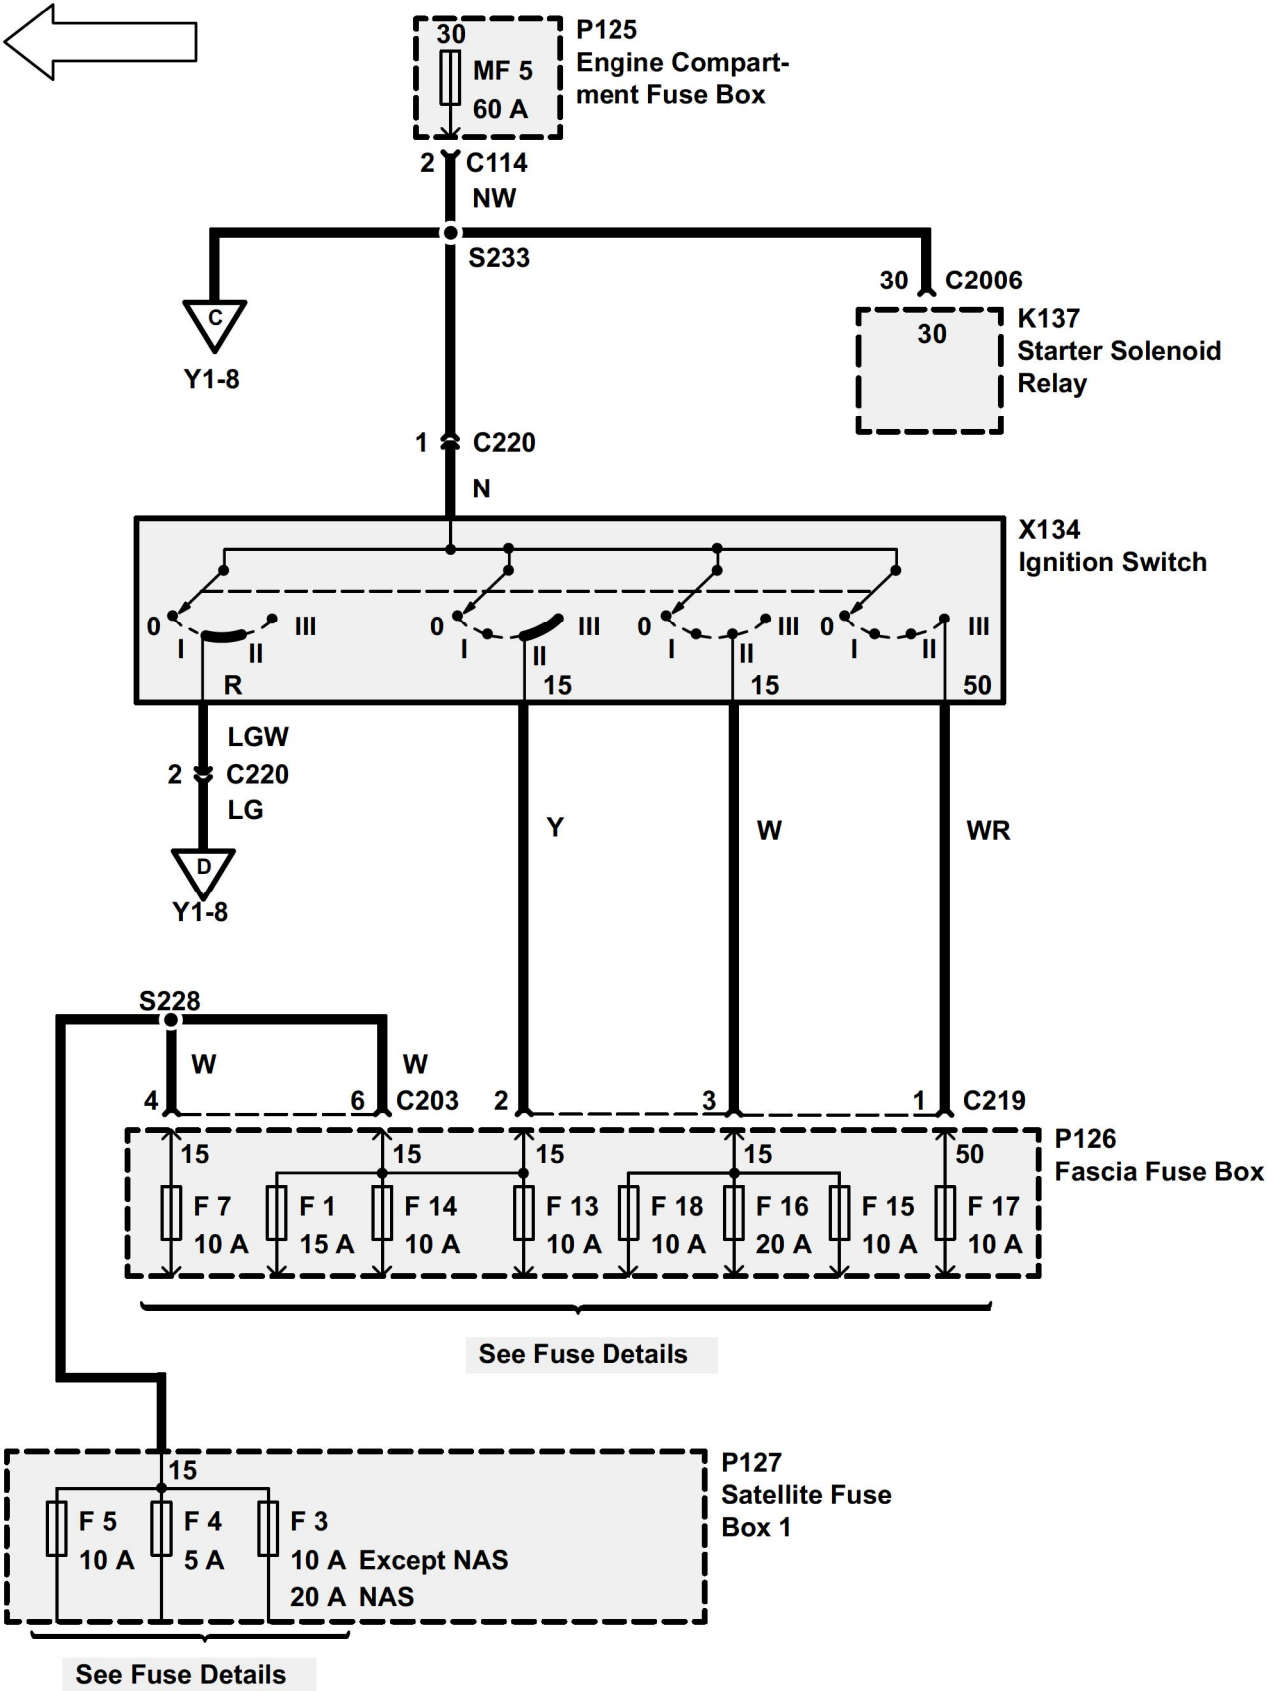 30
MF 5
60 A
P125
Engine Compart-
ment Fuse Box
2 C114
NW
S233
C
Y1-8
30 C2006
30
K137
Starter Solenoid
Relay
1 C220
N
X134
Ignition Switch
0 I II III
0 I II III
0 I II III
0 I II III
R 15 15 50
LGW
2 C220
LG
D
Y1-8
Y W WR
S228
W W
4 6 C203 2 3 1 C219
P126
Fascia Fuse Box
15 15 15 15 50
F 7 F 1 F 14 F 13 F 18 F 16 F 15 F 17
10 A 15 A 10 A 10 A 10 A 20 A 10 A 10 A
See Fuse Details
15
P127
Satellite Fuse
Box 1
F 5 F 4 F 3
10 A 5 A 10 A Except NAS
20 A NAS
See Fuse Details